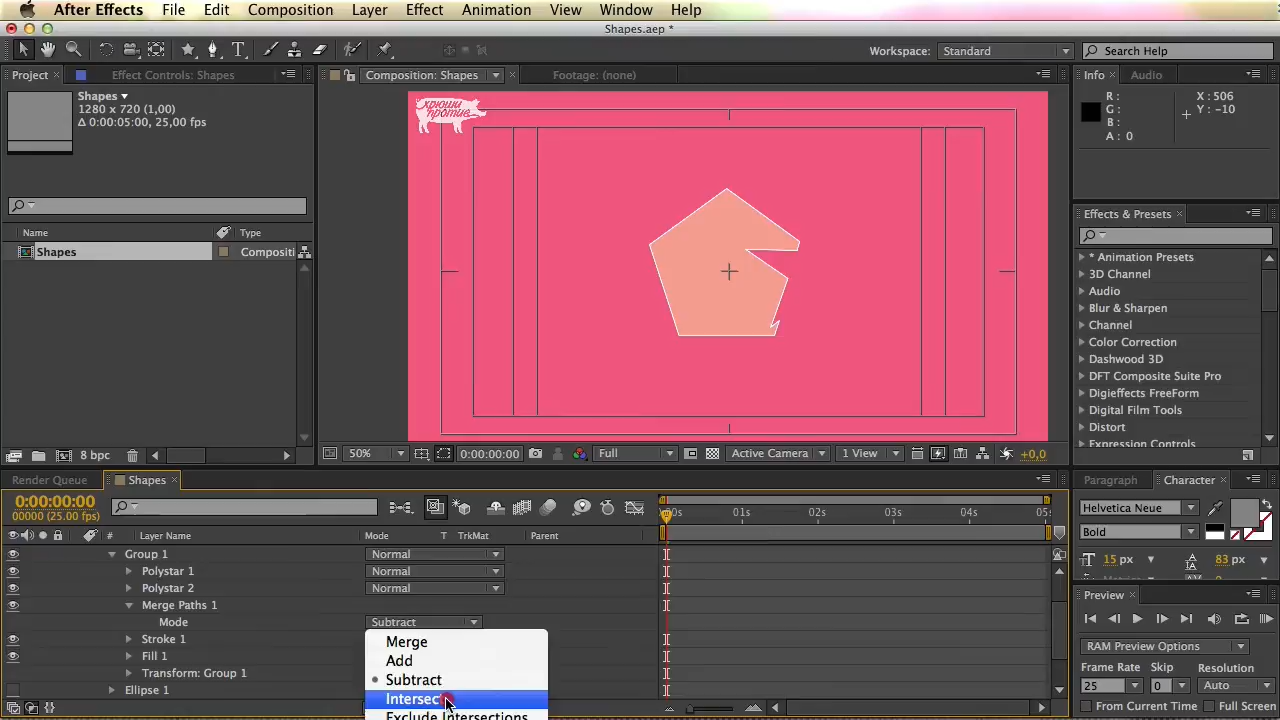 After Effects File Edit Composition Layer Effect Animation View Window Help
Shapes.aep *
Workspace: Standard Search Help
Project Effect Controls: Shapes
Composition: Shapes Footage: (none)
Info Audio
Shapes
1280 x 720 (1,00)
Δ 0:00:05:00, 25,00 fps
хрюши
против
R :
G :
B :
A : 0
X : 506
Y : -10
Name Type
Shapes Compositi
Effects & Presets
* Animation Presets
3D Channel
Audio
Blur & Sharpen
Channel
Color Correction
Dashwood 3D
DFT Composite Suite Pro
Digieffects FreeForm
Digital Film Tools
Distort
Expression Controls
8 bpc
50% 0:00:00:00 Full Active Camera 1 View +0,0
Render Queue Shapes
0:00:00:00
00000 (25.00 fps)
00s 01s 02s 03s 04s 05s
# Layer Name Mode T TrkMat Parent
Group 1 Normal
Polystar 1 Normal
Polystar 2 Normal
Merge Paths 1
Mode Subtract
Stroke 1
Fill 1
Transform: Group 1
Ellipse 1
Merge
Add
Subtract
Intersect
Exclude Intersections
Paragraph Character
Helvetica Neue
Bold
15 px 83 px
Metrics
Preview
RAM Preview Options
Frame Rate Skip Resolution
25 0 Auto
From Current Time Full Screen